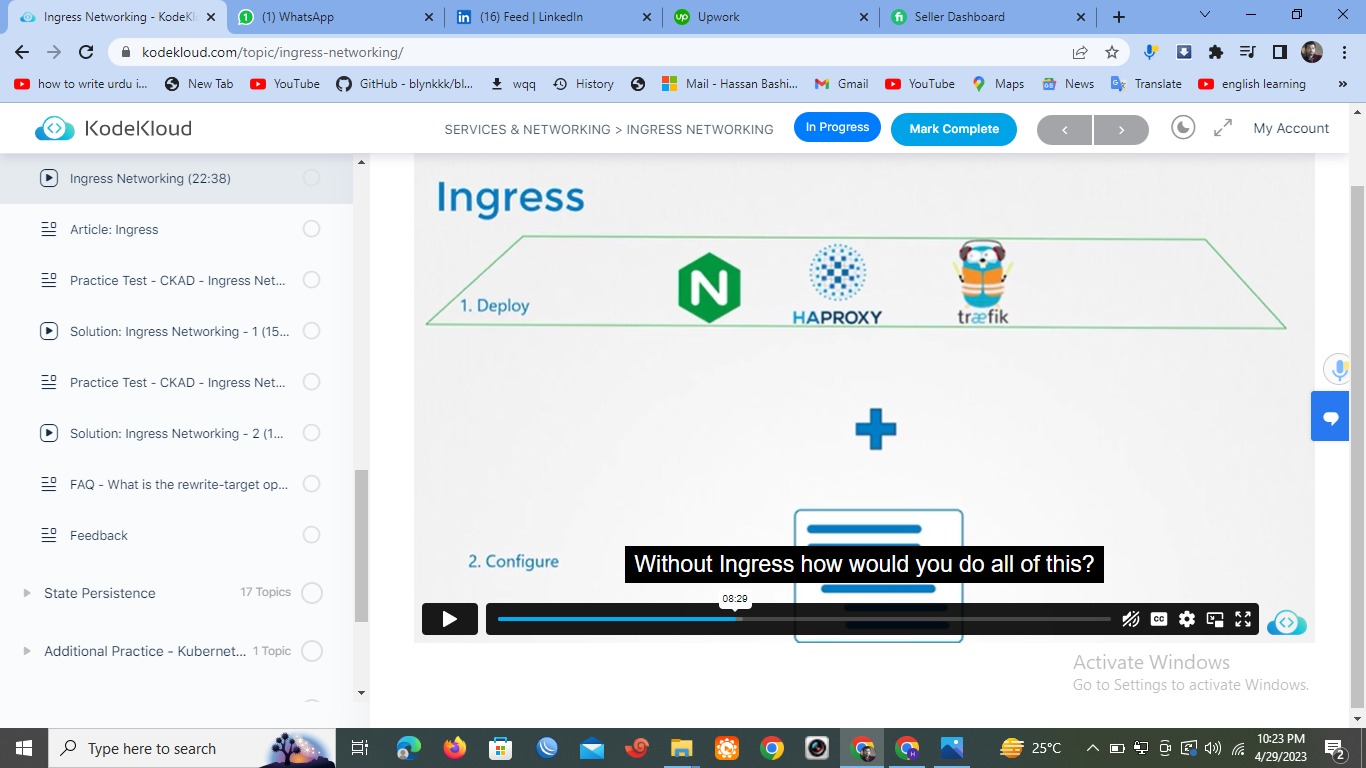 Ingress Networking - KodeKl
(1) WhatsApp
(16) Feed | LinkedIn
Upwork
Seller Dashboard
kodekloud.com/topic/ingress-networking/
how to write urdu i...
New Tab
YouTube
GitHub - blynkkk/bl...
wqq
History
Mail - Hassan Bashi...
Gmail
YouTube
Maps
News
Translate
english learning
»
KodeKloud
SERVICES & NETWORKING > INGRESS NETWORKING
In Progress
Mark Complete
<
>
My Account
Ingress Networking (22:38)
Article: Ingress
Practice Test - CKAD - Ingress Net...
Solution: Ingress Networking - 1 (15...
Practice Test - CKAD - Ingress Net...
Solution: Ingress Networking - 2 (1...
FAQ - What is the rewrite-target op...
Feedback
State Persistence
17 Topics
Additional Practice - Kubernet...
1 Topic
Ingress
1. Deploy
N
HAPROXY
træfik
2. Configure
Without Ingress how would you do all of this?
08:29
CC
Activate Windows
Go to Settings to activate Windows.
Type here to search
25°C
10:23 PM
4/29/2023
2